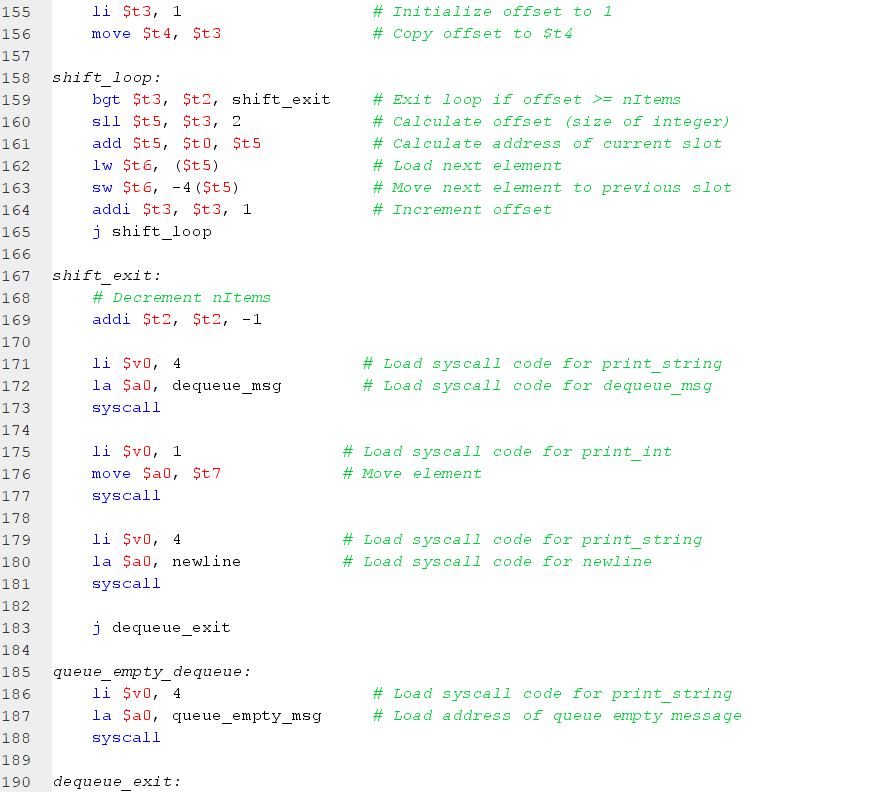 155 li $t3, 1 # Initialize offset to 1
156 move $t4, $t3 # Copy offset to $t4
157
158 shift_loop:
159 bgt $t3, $t2, shift_exit # Exit loop if offset >= nItems
160 sll $t5, $t3, 2 # Calculate offset (size of integer)
161 add $t5, $t0, $t5 # Calculate address of current slot
162 lw $t6, ($t5) # Load next element
163 sw $t6, -4($t5) # Move next element to previous slot
164 addi $t3, $t3, 1 # Increment offset
165 j shift_loop
166
167 shift_exit:
168 # Decrement nItems
169 addi $t2, $t2, -1
170
171 li $v0, 4 # Load syscall code for print_string
172 la $a0, dequeue_msg # Load syscall code for dequeue_msg
173 syscall
174
175 li $v0, 1 # Load syscall code for print_int
176 move $a0, $t7 # Move element
177 syscall
178
179 li $v0, 4 # Load syscall code for print_string
180 la $a0, newline # Load syscall code for newline
181 syscall
182
183 j dequeue_exit
184
185 queue_empty_dequeue:
186 li $v0, 4 # Load syscall code for print_string
187 la $a0, queue_empty_msg # Load address of queue empty message
188 syscall
189
190 dequeue_exit: